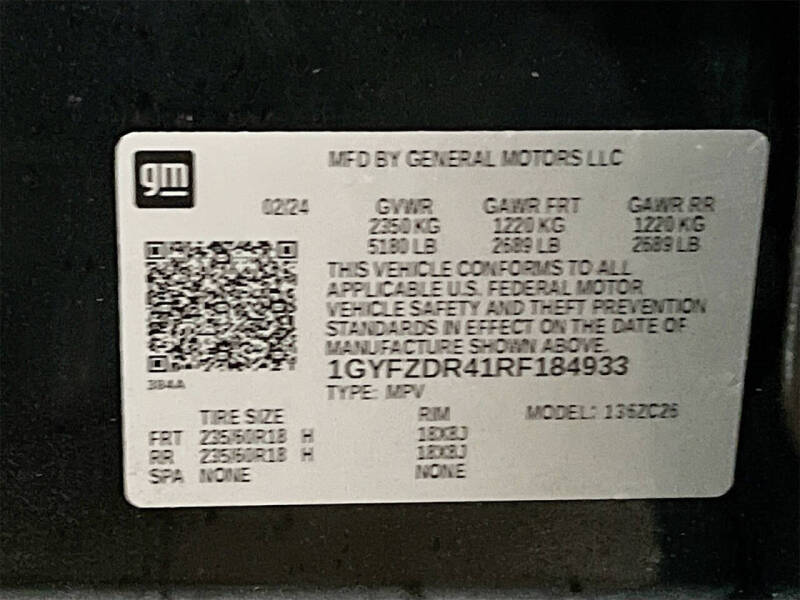 gm
MFD BY GENERAL MOTORS LLC
02/24 GVWR GAWR FRT GAWR RR
2350 KG 1220 KG 1220 KG
5180 LB 2689 LB 2689 LB
THIS VEHICLE CONFORMS TO ALL
APPLICABLE U.S. FEDERAL MOTOR
VEHICLE SAFETY AND THEFT PREVENTION
STANDARDS IN EFFECT ON THE DATE OF
MANUFACTURE SHOWN ABOVE.
1GYFZDR41RF184933
TYPE: MPV
TIRE SIZE RIM MODEL: 1362C26
FRT 235/60R18 H 18X8J
RR 235/60R18 H 18X8J
SPA NONE NONE